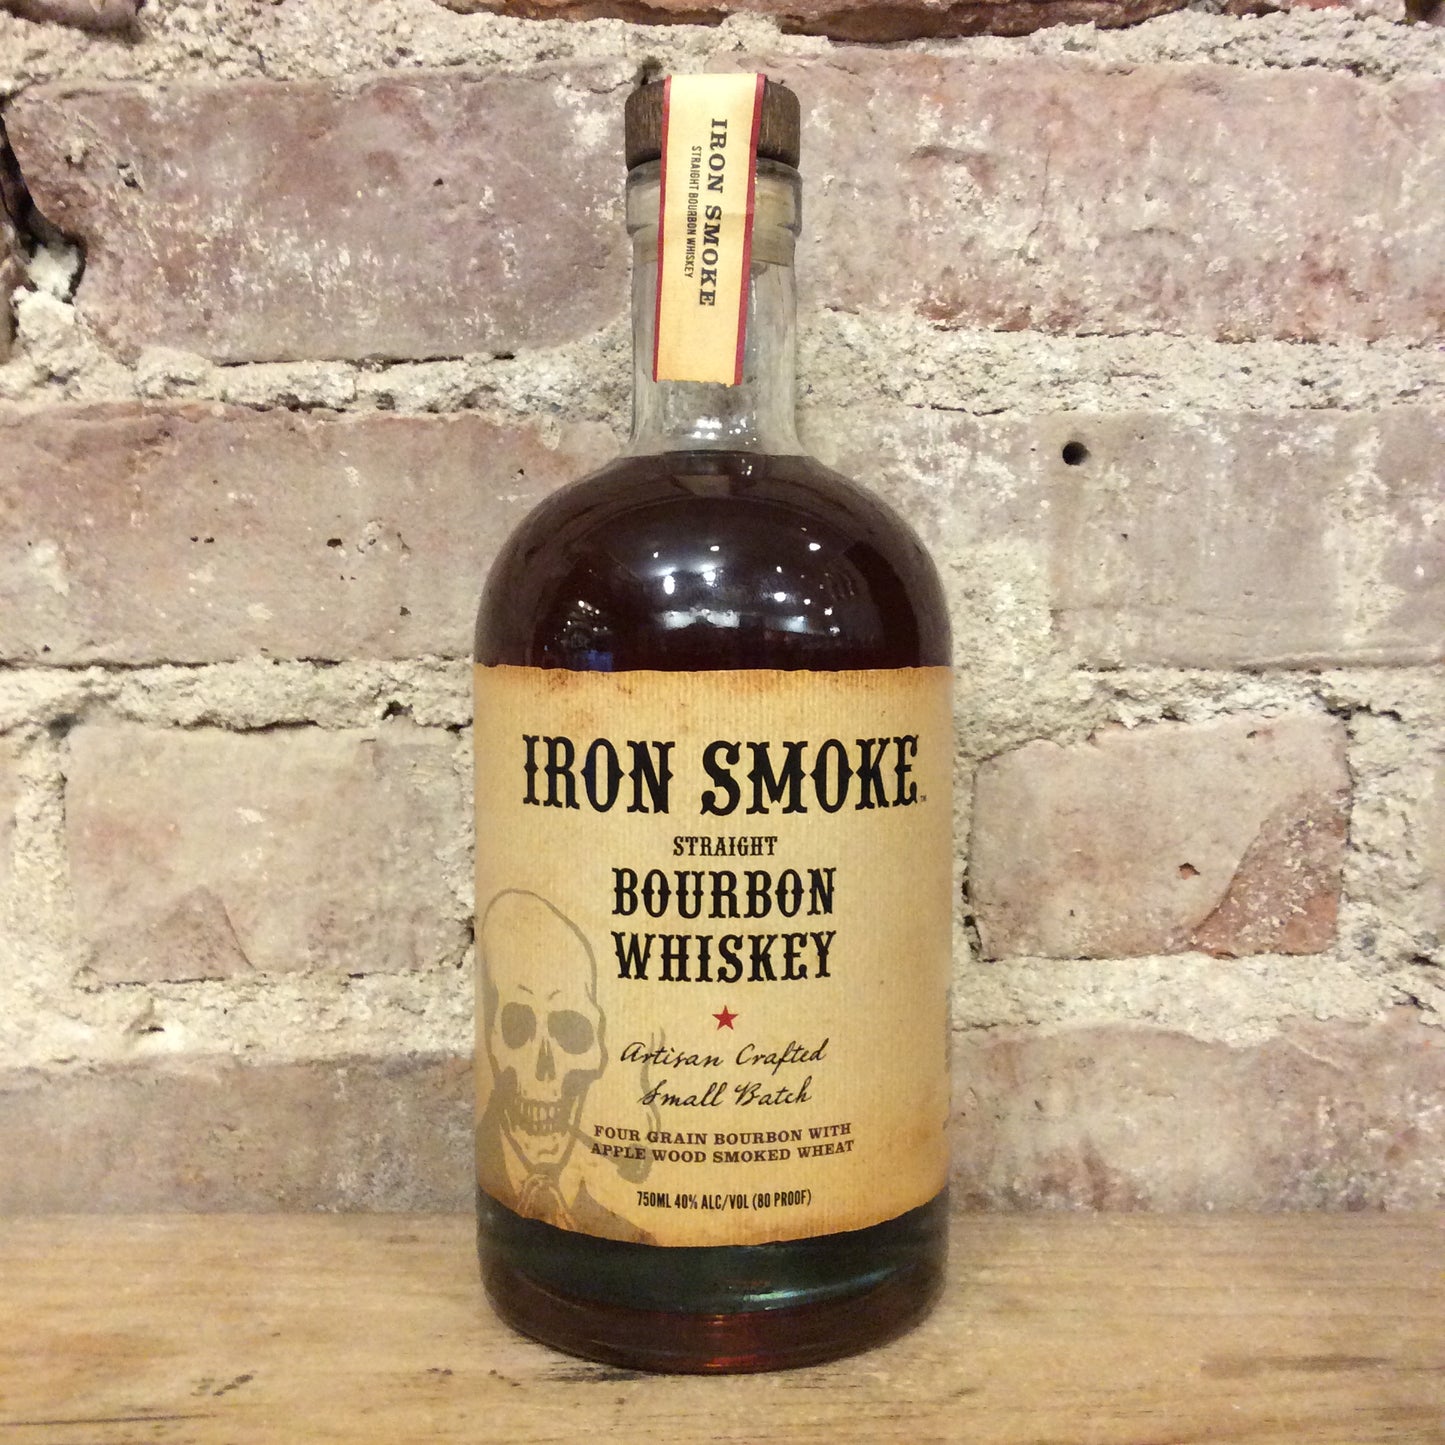 IRON SMOKE
STRAIGHT BOURBON WHISKEY
IRON SMOKE™
STRAIGHT
BOURBON
WHISKEY
Artisan Crafted
Small Batch
FOUR GRAIN BOURBON WITH
APPLE WOOD SMOKED WHEAT
750ML 40% ALC/VOL (80 PROOF)